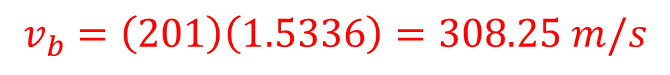 v_b = (201)(1.5336) = 308.25 m/s